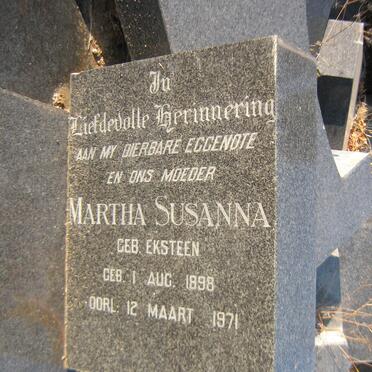 In
Liefdevolle Herinnering
AAN MY DIERBARE EGGENOTE
EN ONS MOEDER
MARTHA SUSANNA
GEB. EKSTEEN
GEB. 1 AUG. 1898
OORL. 12 MAART 1971